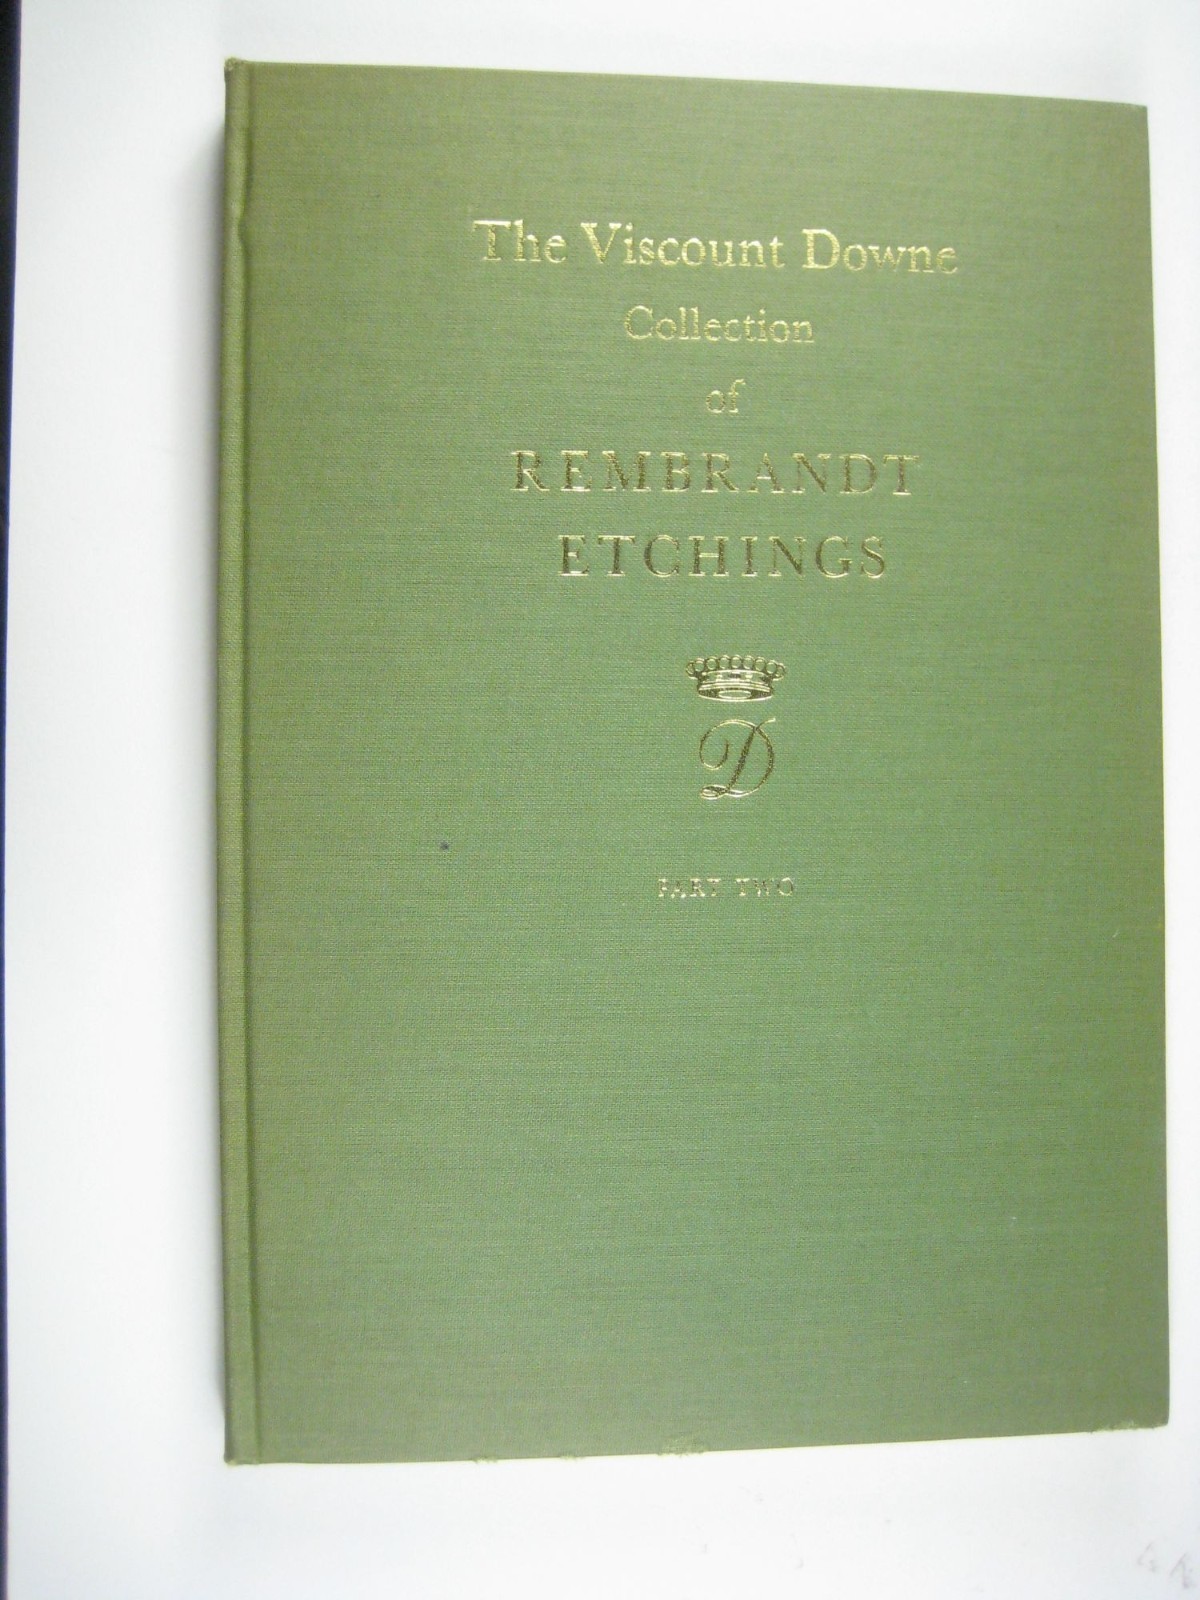 The Viscount Downe
Collection
of
REMBRANDT
ETCHINGS
D
PART TWO